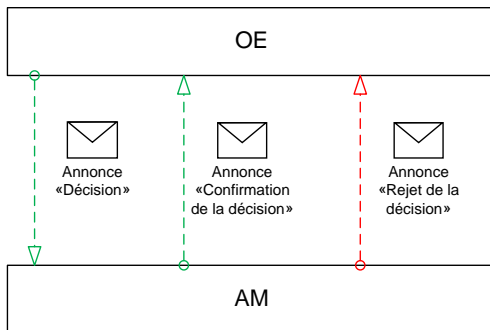 OE
Annonce
«Décision»
Annonce
«Confirmation
de la décision»
Annonce
«Rejet de la
décision»
AM